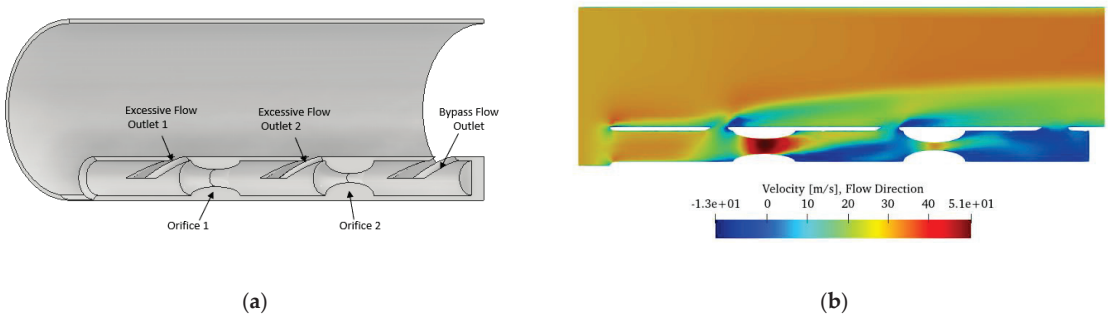 Excessive Flow
Outlet 1
Excessive Flow
Outlet 2
Bypass Flow
Outlet
Orifice 1
Orifice 2
Velocity [m/s], Flow Direction
-1.3e+01 0 10 20 30 40 5.1e+01
(a)
(b)